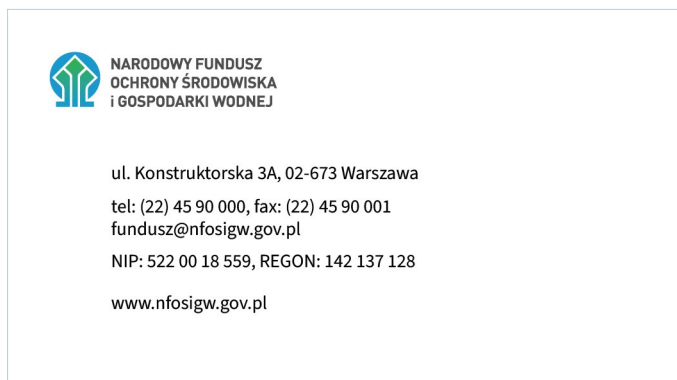 NARODOWY FUNDUSZ
OCHRONY ŚRODOWISKA
i GOSPODARKI WODNEJ
ul. Konstruktorska 3A, 02-673 Warszawa
tel: (22) 45 90 000, fax: (22) 45 90 001
fundusz@nfosigw.gov.pl
NIP: 522 00 18 559, REGON: 142 137 128
www.nfosigw.gov.pl